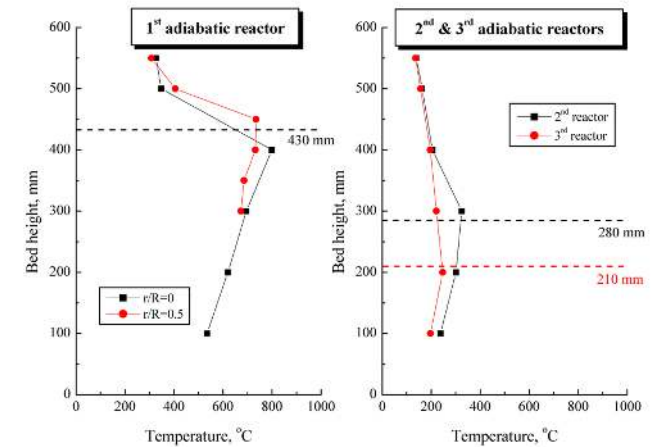 1st adiabatic reactor
600
500
400
300
200
100
0
430 mm
r/R=0
r/R=0.5
0 200 400 600 800 1000
Bed height, mm
Temperature, °C
2nd & 3rd adiabatic reactors
600
500
400
300
200
100
0
2nd reactor
3rd reactor
280 mm
210 mm
0 200 400 600 800 1000
Bed height, mm
Temperature, °C